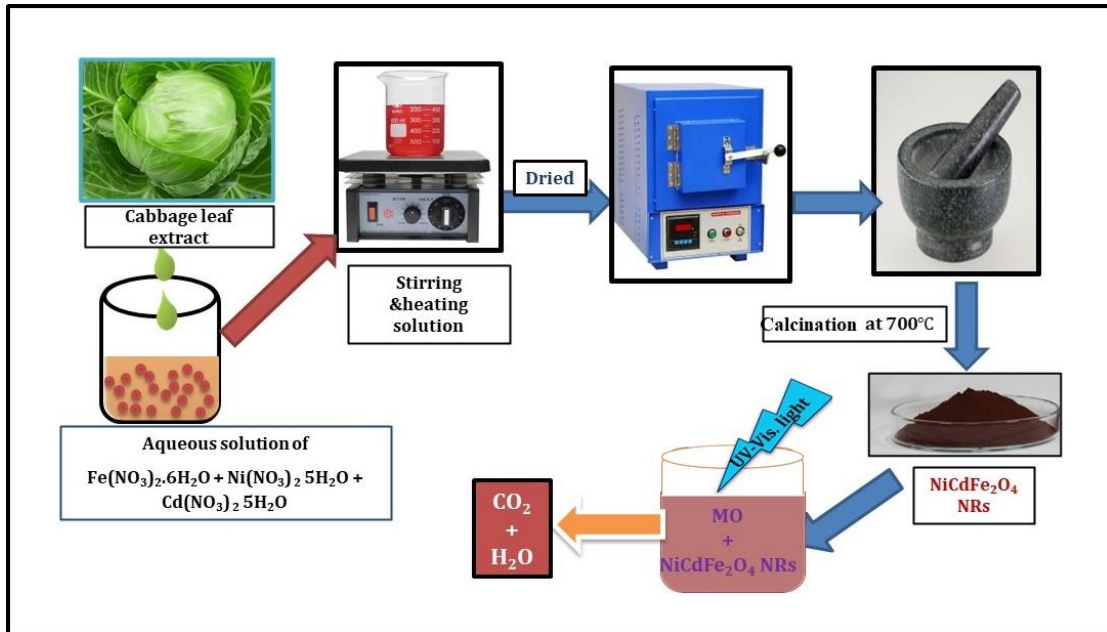 Cabbage leaf
extract
Stirring
&heating
solution
Dried
Calcination at 700℃
Aqueous solution of
Fe(NO₃)₂.6H₂O + Ni(NO₃)₂ 5H₂O +
Cd(NO₃)₂ 5H₂O
UV-Vis. light
NiCdFe₂O₄
NRs
MO
+
NiCdFe₂O₄ NRs
CO₂
+
H₂O